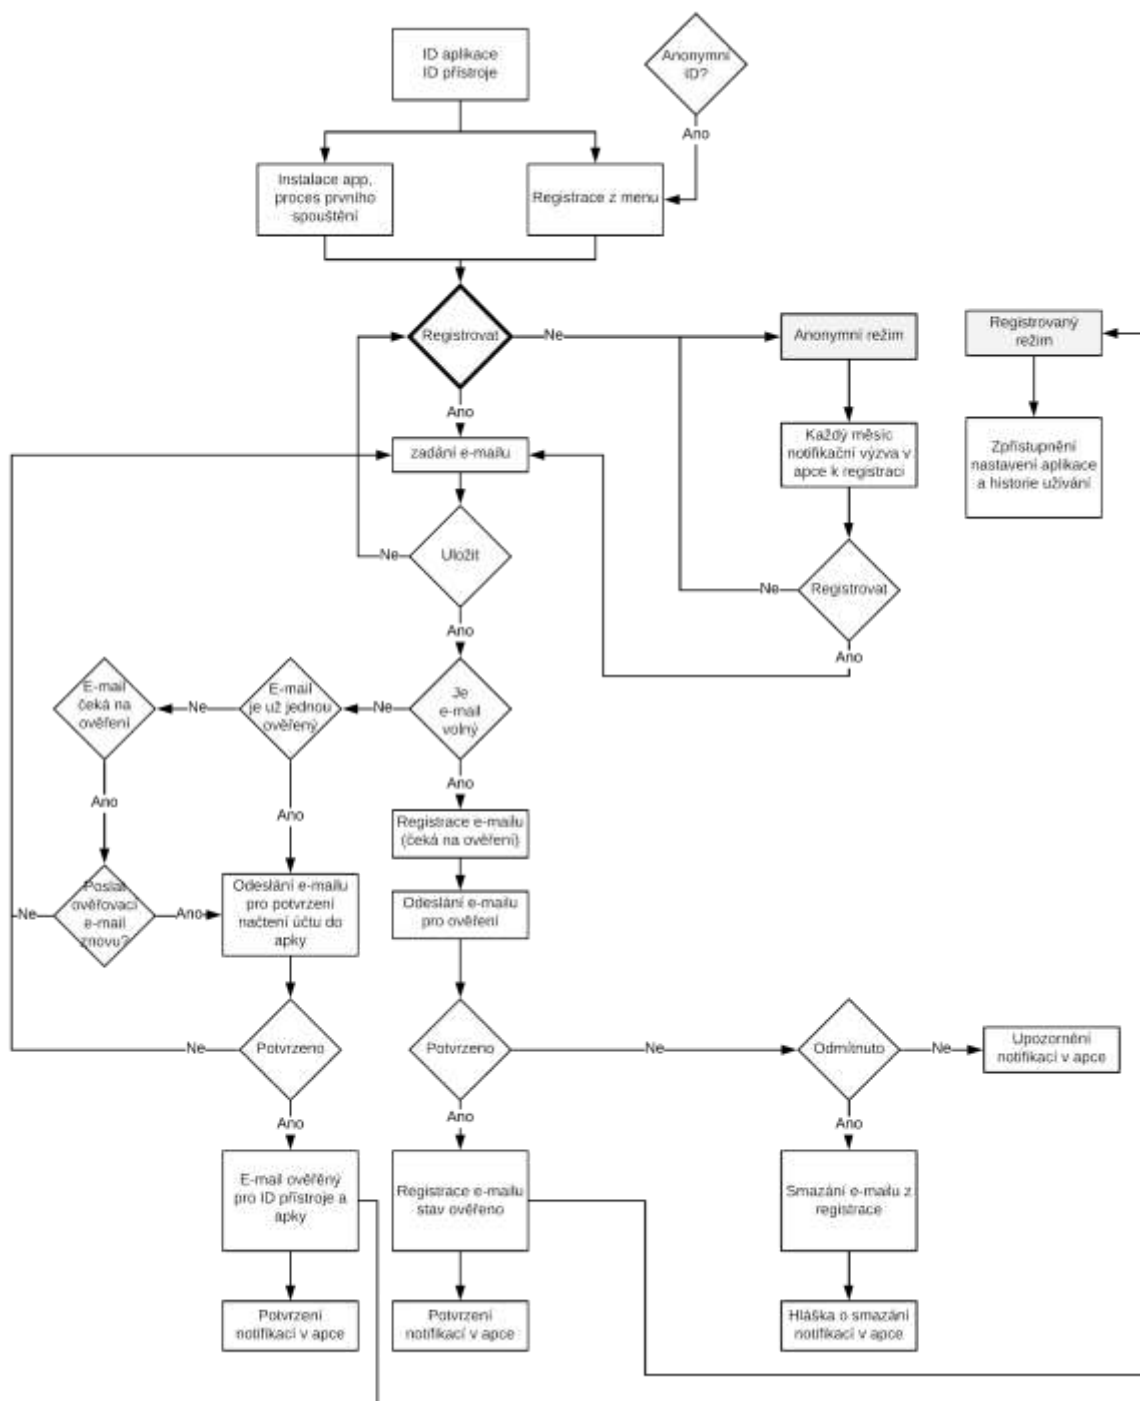 ID aplikace
ID přístroje
Anonymní
ID?
Ano
Instalace app,
proces prvního
spouštění
Registrace z menu
Registrovat
Ne
Anonymní režim
Registrovaný
režim
Ano
zadání e-mailu
Každý měsíc
notifikační výzva v
apce k registraci
Zpřístupnění
nastavení aplikace
a historie užívání
Ne
Uložit
Ne
Registrovat
Ano
Ano
E-mail
čeká na
ověření
Ne
E-mail
je už jednou
ověřený
Ne
Je
e-mail
volný
Ano
Ano
Ano
Registrace e-mailu
(čeká na ověření)
Ne
Poslat
ověřovací
e-mail
znovu?
Ano
Odeslání e-mailu
pro potvrzení
načtení účtu do
apky
Odeslání e-mailu
pro ověření
Ne
Potvrzeno
Potvrzeno
Ne
Odmítnuto
Ne
Upozornění
notifikací v apce
Ano
Ano
Ano
E-mail ověřěný
pro ID přístroje a
apky
Registrace e-mailu
stav ověřeno
Smazání e-mailu z
registrace
Potvrzení
notifikací v apce
Potvrzení
notifikací v apce
Hláška o smazání
notifikací v apce